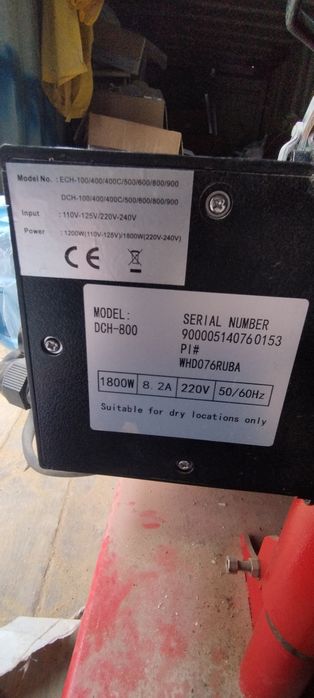 Model No. : ECH-100/400/400C/500/600/800/900
DCH-100/400/400C/500/600/800/900
Input : 110V-125V/220V-240V
Power : 1200W(110V-125V)/1800W(220V-240V)
CE
MODEL:
DCH-800
SERIAL NUMBER
900005140760153
PI#
WHD076RUBA
1800W 8.2A 220V 50/60Hz
Suitable for dry locations only